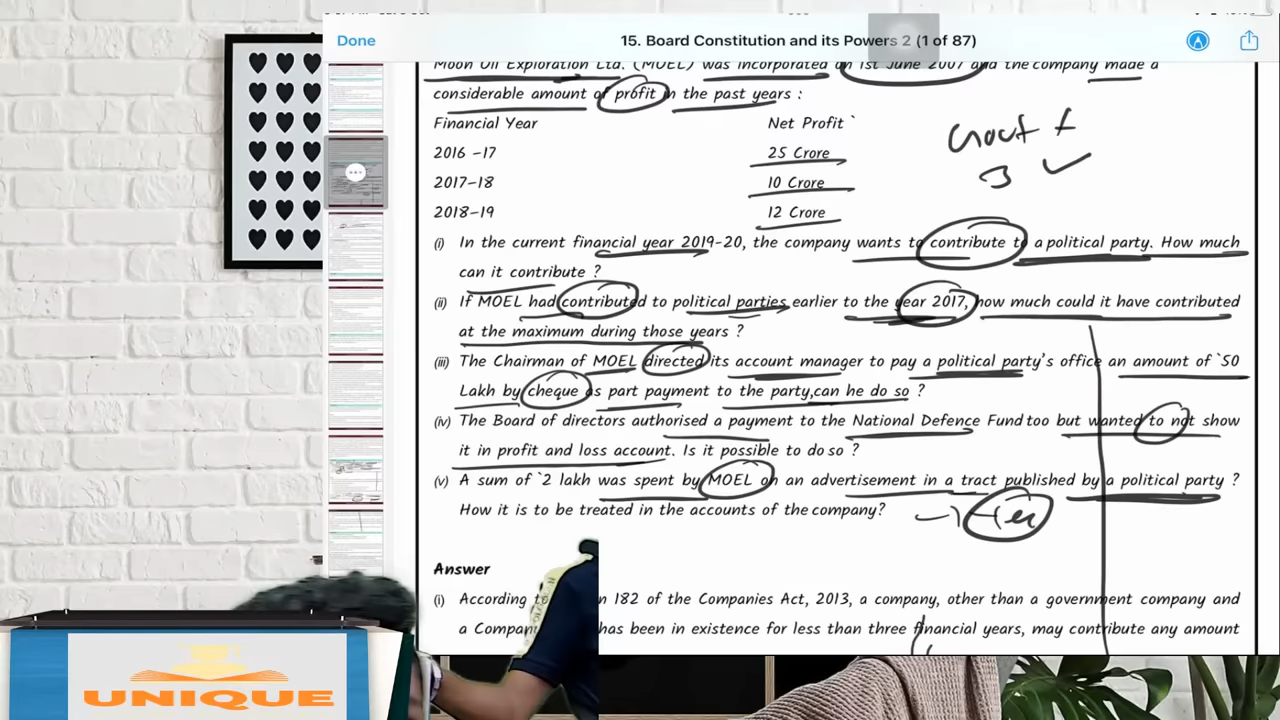 Done
15. Board Constitution and its Powers 2 (1 of 87)
Moon Oil Exploration Ltd. (MOEL) was incorporated on 1st June 2007 and the company made a
considerable amount of profit in the past years :
Financial Year Net Profit`
2016 –17 25 Crore
2017–18 10 Crore
2018–19 12 Crore
(i) In the current financial year 2019-20, the company wants to contribute to a political party. How much
can it contribute ?
(ii) If MOEL had contributed to political parties earlier to the year 2017, how much could it have contributed
at the maximum during those years ?
(iii) The Chairman of MOEL directed its account manager to pay a political party's office an amount of `50
Lakh by cheque as part payment to the party,can he do so ?
(iv) The Board of directors authorised a payment to the National Defence Fund too but wanted to not show
it in profit and loss account. Is it possible to do so ?
(v) A sum of `2 lakh was spent by MOEL on an advertisement in a tract published by a political party ?
How it is to be treated in the accounts of the company?
Answer
(i) According to 182 of the Companies Act, 2013, a company, other than a government company and
a has been in existence for less than three financial years, may contribute any amount
UNIQUE